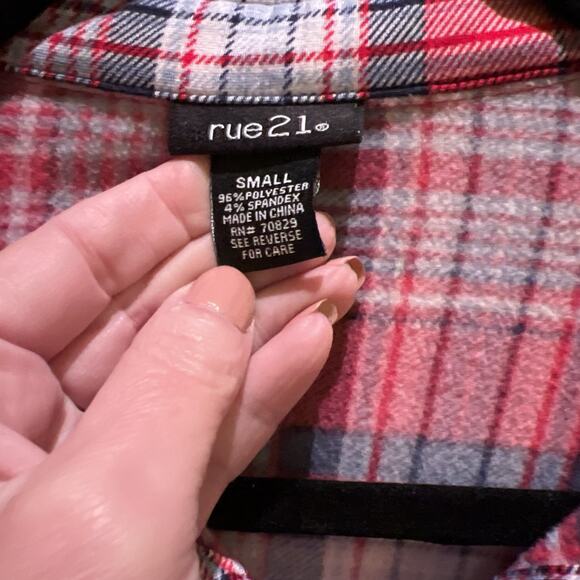 rue21®
SMALL
96% POLYESTER
4% SPANDEX
MADE IN CHINA
RN# 70829
SEE REVERSE
FOR CARE